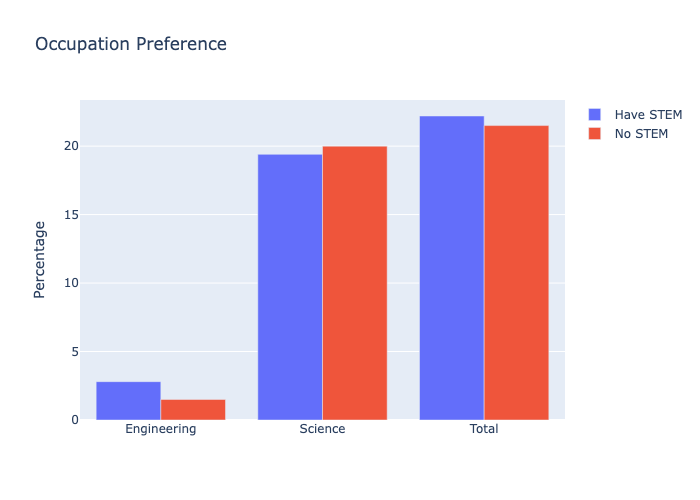 Occupation Preference
Have STEM
No STEM
Percentage
20
15
10
5
0
Engineering
Science
Total